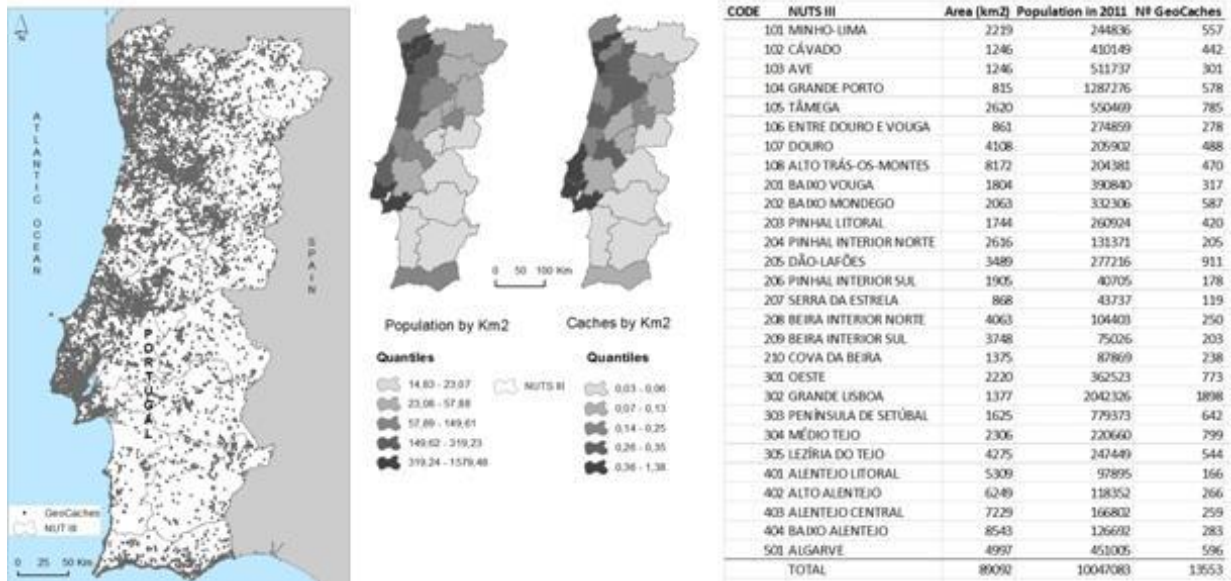 N
ATLANTIC OCEAN
SPAIN
PORTUGAL
GeoCaches
NUT III
0 25 50 Km
0 50 100 Km
Population by Km2
Caches by Km2
Quantiles
14,83 - 23,07
23,08 - 57,88
57,89 - 149,61
149,62 - 319,23
319,24 - 1579,48
NUTS III
Quantiles
0,03 - 0,06
0,07 - 0,13
0,14 - 0,25
0,26 - 0,35
0,36 - 1,38
CODE NUTS III Area (km2) Population in 2011 Nº GeoCaches
101 MINHO-LIMA 2219 244836 557
102 CÁVADO 1246 410149 442
103 AVE 1246 511737 301
104 GRANDE PORTO 815 1287276 578
105 TÂMEGA 2620 550469 785
106 ENTRE DOURO E VOUGA 861 274859 278
107 DOURO 4108 205902 488
108 ALTO TRÁS-OS-MONTES 8172 204381 470
201 BAIXO VOUGA 1804 390840 317
202 BAIXO MONDEGO 2063 332306 587
203 PINHAL LITORAL 1744 260924 420
204 PINHAL INTERIOR NORTE 2616 131371 205
205 DÃO-LAFÕES 3489 277216 911
206 PINHAL INTERIOR SUL 1905 40705 178
207 SERRA DA ESTRELA 868 43737 119
208 BEIRA INTERIOR NORTE 4063 104403 250
209 BEIRA INTERIOR SUL 3748 75026 203
210 COVA DA BEIRA 1375 87869 238
301 OESTE 2220 362523 773
302 GRANDE LISBOA 1377 2042326 1898
303 PENÍNSULA DE SETÚBAL 1625 779373 642
304 MÉDIO TEJO 2306 220660 799
305 LEZÍRIA DO TEJO 4275 247449 544
401 ALENTEJO LITORAL 5309 97895 166
402 ALTO ALENTEJO 6249 118352 266
403 ALENTEJO CENTRAL 7229 166802 259
404 BAIXO ALENTEJO 8543 126692 283
501 ALGARVE 4997 451005 596
TOTAL 89092 10047083 13553